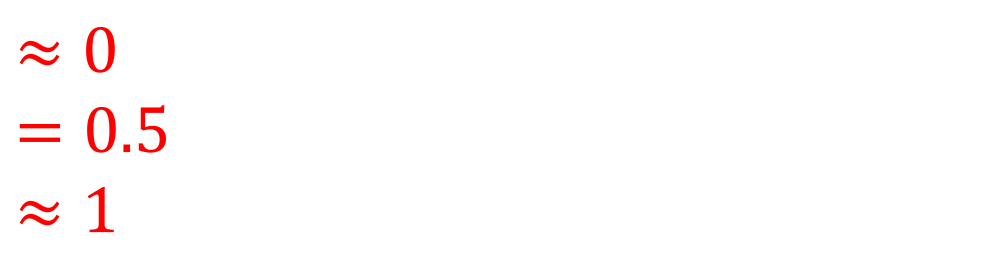 ≈ 0
= 0.5
≈ 1